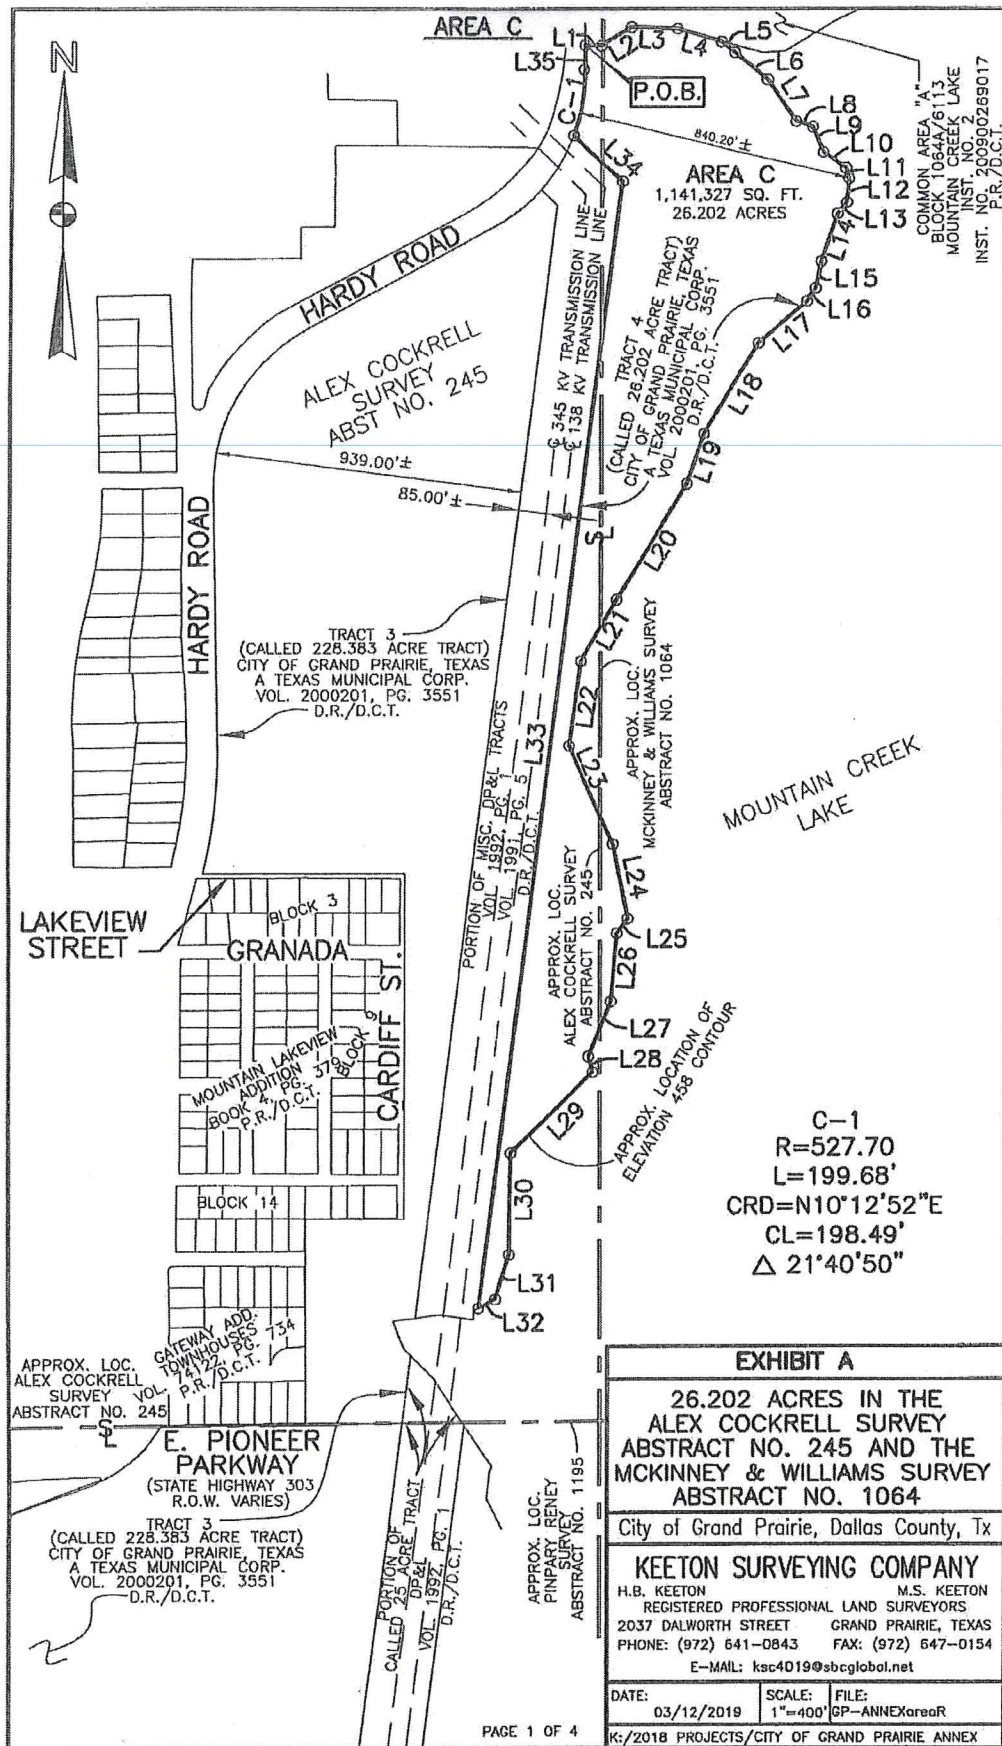 AREA C
N
L1
L2
L3
L4
L5
L6
L7
L8
L9
L10
L11
L12
L13
L14
L15
L16
L17
L18
L19
L20
L21
L22
L23
L24
L25
L26
L27
L28
L29
L30
L31
L32
L33
L34
L35
C-1
P.O.B.
840.20'±
AREA C
1,141,327 SQ. FT.
26.202 ACRES
COMMON AREA "A"
BLOCK 1064A/6113
MOUNTAIN CREEK LAKE
INST. NO. 2
INST. NO. 200900269017
P.R./D.C.T.
HARDY ROAD
ALEX COCKRELL
SURVEY
ABST NO. 245
℄ 345 KV TRANSMISSION LINE
℄ 138 KV TRANSMISSION LINE
TRACT 4
(CALLED 26.202 ACRE TRACT)
CITY OF GRAND PRAIRIE, TEXAS
A TEXAS MUNICIPAL CORP.
VOL. 2000201, PG. 3551
D.R./D.C.T.
939.00'±
85.00'±
SL
HARDY ROAD
TRACT 3
(CALLED 228.383 ACRE TRACT)
CITY OF GRAND PRAIRIE, TEXAS
A TEXAS MUNICIPAL CORP.
VOL. 2000201, PG. 3551
D.R./D.C.T.
PORTION OF MISC. DP&L TRACTS
VOL. 1992, PG. 1
VOL. 1991, PG. 5
D.R./D.C.T.
APPROX. LOC.
MCKINNEY & WILLIAMS SURVEY
ABSTRACT NO. 1064
MOUNTAIN CREEK
LAKE
APPROX. LOC.
ALEX COCKRELL SURVEY
ABSTRACT NO. 245
LAKEVIEW
STREET
BLOCK 3
GRANADA
CARDIFF ST.
MOUNTAIN LAKEVIEW
ADDITION
BOOK 4, PG. 379
P.R./D.C.T.
BLOCK 9
BLOCK 14
APPROX. LOCATION OF
ELEVATION 458 CONTOUR
C-1
R=527.70
L=199.68'
CRD=N10°12'52"E
CL=198.49'
△ 21°40'50"
GATEWAY ADD.
TOWNHOUSES
VOL. 74122, PG. 734
P.R./D.C.T.
APPROX. LOC.
ALEX COCKRELL
SURVEY
ABSTRACT NO. 245
SL
E. PIONEER
PARKWAY
(STATE HIGHWAY 303
R.O.W. VARIES)
TRACT 3
(CALLED 228.383 ACRE TRACT)
CITY OF GRAND PRAIRIE, TEXAS
A TEXAS MUNICIPAL CORP.
VOL. 2000201, PG. 3551
D.R./D.C.T.
PORTION OF
CALLED 25 ACRE TRACT
DP&L
VOL. 1992, PG. 1
D.R./D.C.T.
APPROX. LOC.
PINPARY RENEY
SURVEY
ABSTRACT NO. 1195
PAGE 1 OF 4
EXHIBIT A
26.202 ACRES IN THE
ALEX COCKRELL SURVEY
ABSTRACT NO. 245 AND THE
MCKINNEY & WILLIAMS SURVEY
ABSTRACT NO. 1064
City of Grand Prairie, Dallas County, Tx
KEETON SURVEYING COMPANY
H.B. KEETON M.S. KEETON
REGISTERED PROFESSIONAL LAND SURVEYORS
2037 DALWORTH STREET GRAND PRAIRIE, TEXAS
PHONE: (972) 641-0843 FAX: (972) 647-0154
E-MAIL: ksc4019@sbcglobal.net
DATE: SCALE: FILE:
03/12/2019 1"=400' GP-ANNEXareaR
K:/2018 PROJECTS/CITY OF GRAND PRAIRIE ANNEX